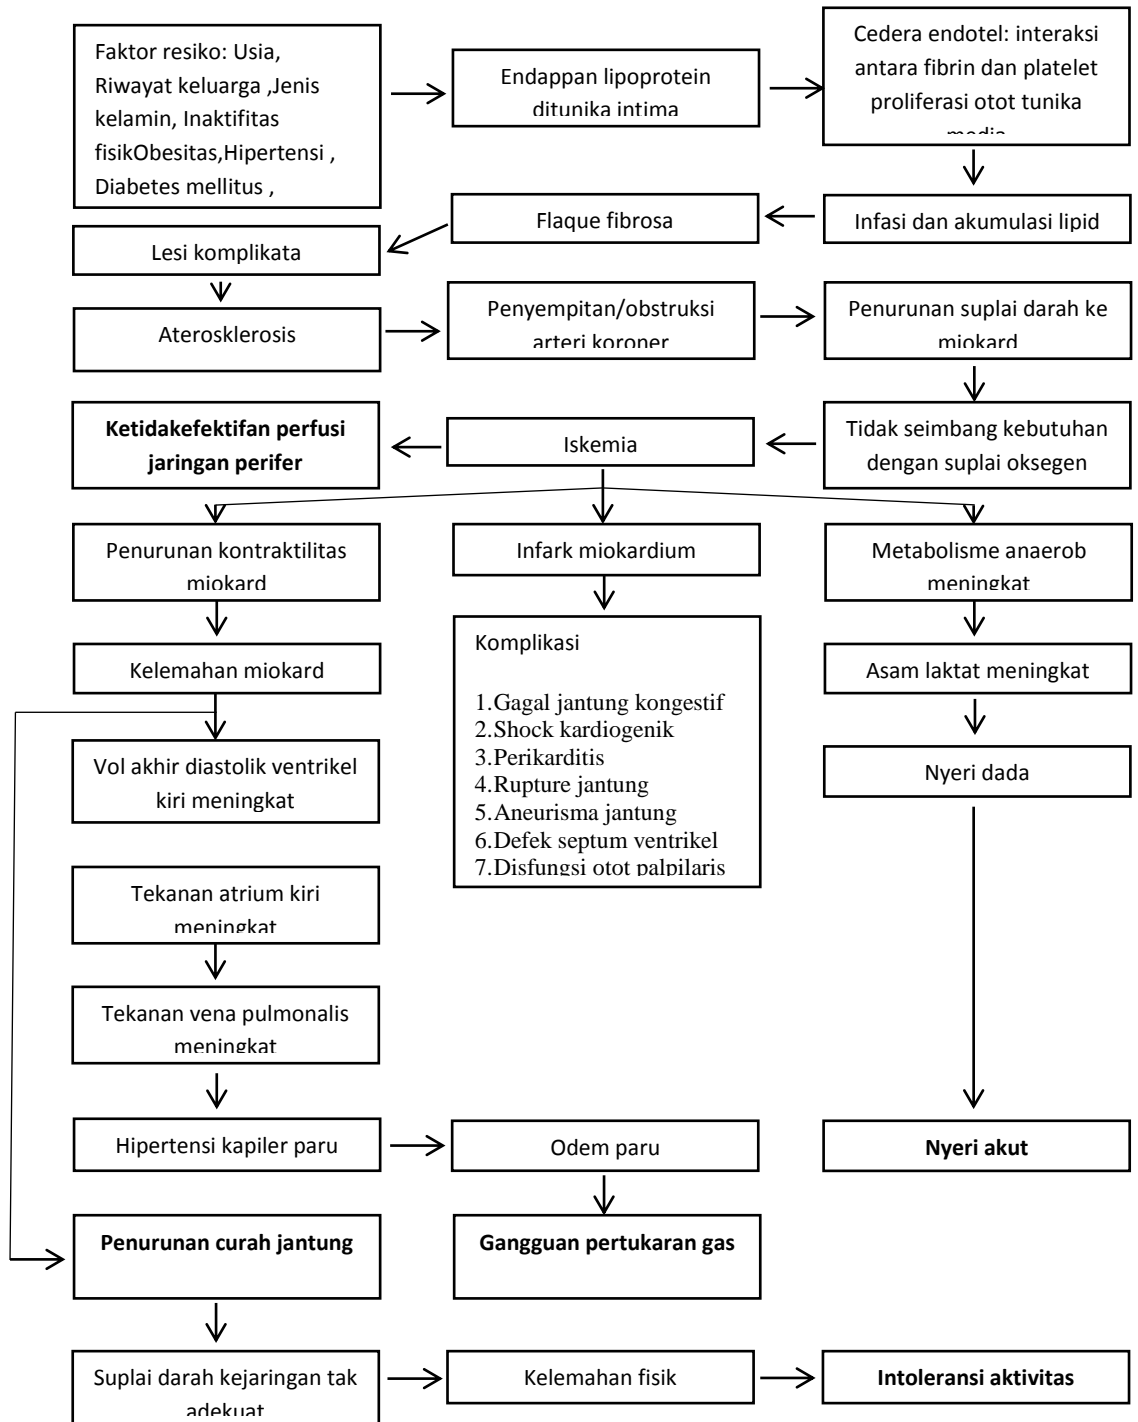 Faktor resiko: Usia,
Riwayat keluarga ,Jenis
kelamin, Inaktifitas
fisikObesitas,Hipertensi ,
Diabetes mellitus ,
Endappan lipoprotein
ditunika intima
Cedera endotel: interaksi
antara fibrin dan platelet
proliferasi otot tunika
media
Infasi dan akumulasi lipid
Flaque fibrosa
Lesi komplikata
Aterosklerosis
Penyempitan/obstruksi
arteri koroner
Penurunan suplai darah ke
miokard
Tidak seimbang kebutuhan
dengan suplai oksegen
Iskemia
Ketidakefektifan perfusi
jaringan perifer
Penurunan kontraktilitas
miokard
Infark miokardium
Metabolisme anaerob
meningkat
Kelemahan miokard
Komplikasi
1.Gagal jantung kongestif
2.Shock kardiogenik
3.Perikarditis
4.Rupture jantung
5.Aneurisma jantung
6.Defek septum ventrikel
7.Disfungsi otot palpilaris
Asam laktat meningkat
Vol akhir diastolik ventrikel
kiri meningkat
Nyeri dada
Tekanan atrium kiri
meningkat
Tekanan vena pulmonalis
meningkat
Hipertensi kapiler paru
Odem paru
Nyeri akut
Penurunan curah jantung
Gangguan pertukaran gas
Suplai darah kejaringan tak
adekuat
Kelemahan fisik
Intoleransi aktivitas